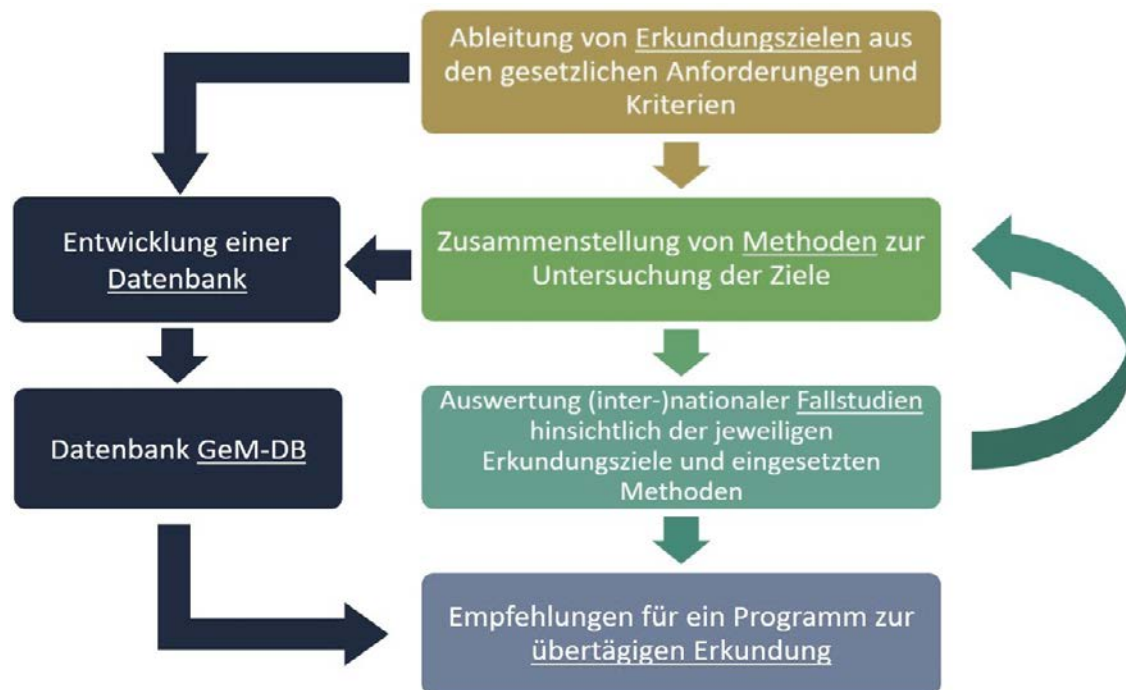 Ableitung von Erkundungszielen aus
den gesetzlichen Anforderungen und
Kriterien
Entwicklung einer
Datenbank
Zusammenstellung von Methoden zur
Untersuchung der Ziele
Datenbank GeM-DB
Auswertung (inter-)nationaler Fallstudien
hinsichtlich der jeweiligen
Erkundungsziele und eingesetzten
Methoden
Empfehlungen für ein Programm zur
übertägigen Erkundung